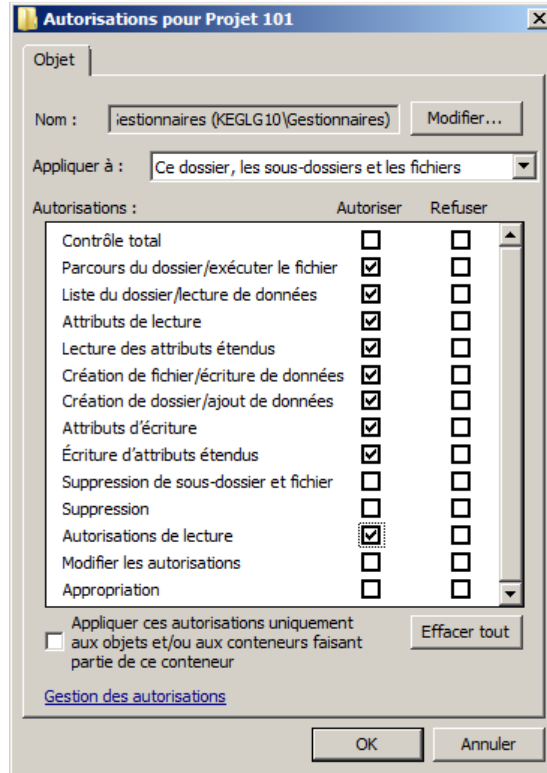 Autorisations pour Projet 101
Objet
Nom : iestionnaires (KEGLG10\Gestionnaires) Modifier...
Appliquer à : Ce dossier, les sous-dossiers et les fichiers
Autorisations : Autoriser Refuser
Contrôle total
Parcours du dossier/exécuter le fichier
Liste du dossier/lecture de données
Attributs de lecture
Lecture des attributs étendus
Création de fichier/écriture de données
Création de dossier/ajout de données
Attributs d'écriture
Écriture d'attributs étendus
Suppression de sous-dossier et fichier
Suppression
Autorisations de lecture
Modifier les autorisations
Appropriation
Appliquer ces autorisations uniquement
aux objets et/ou aux conteneurs faisant
partie de ce conteneur
Effacer tout
Gestion des autorisations
OK Annuler